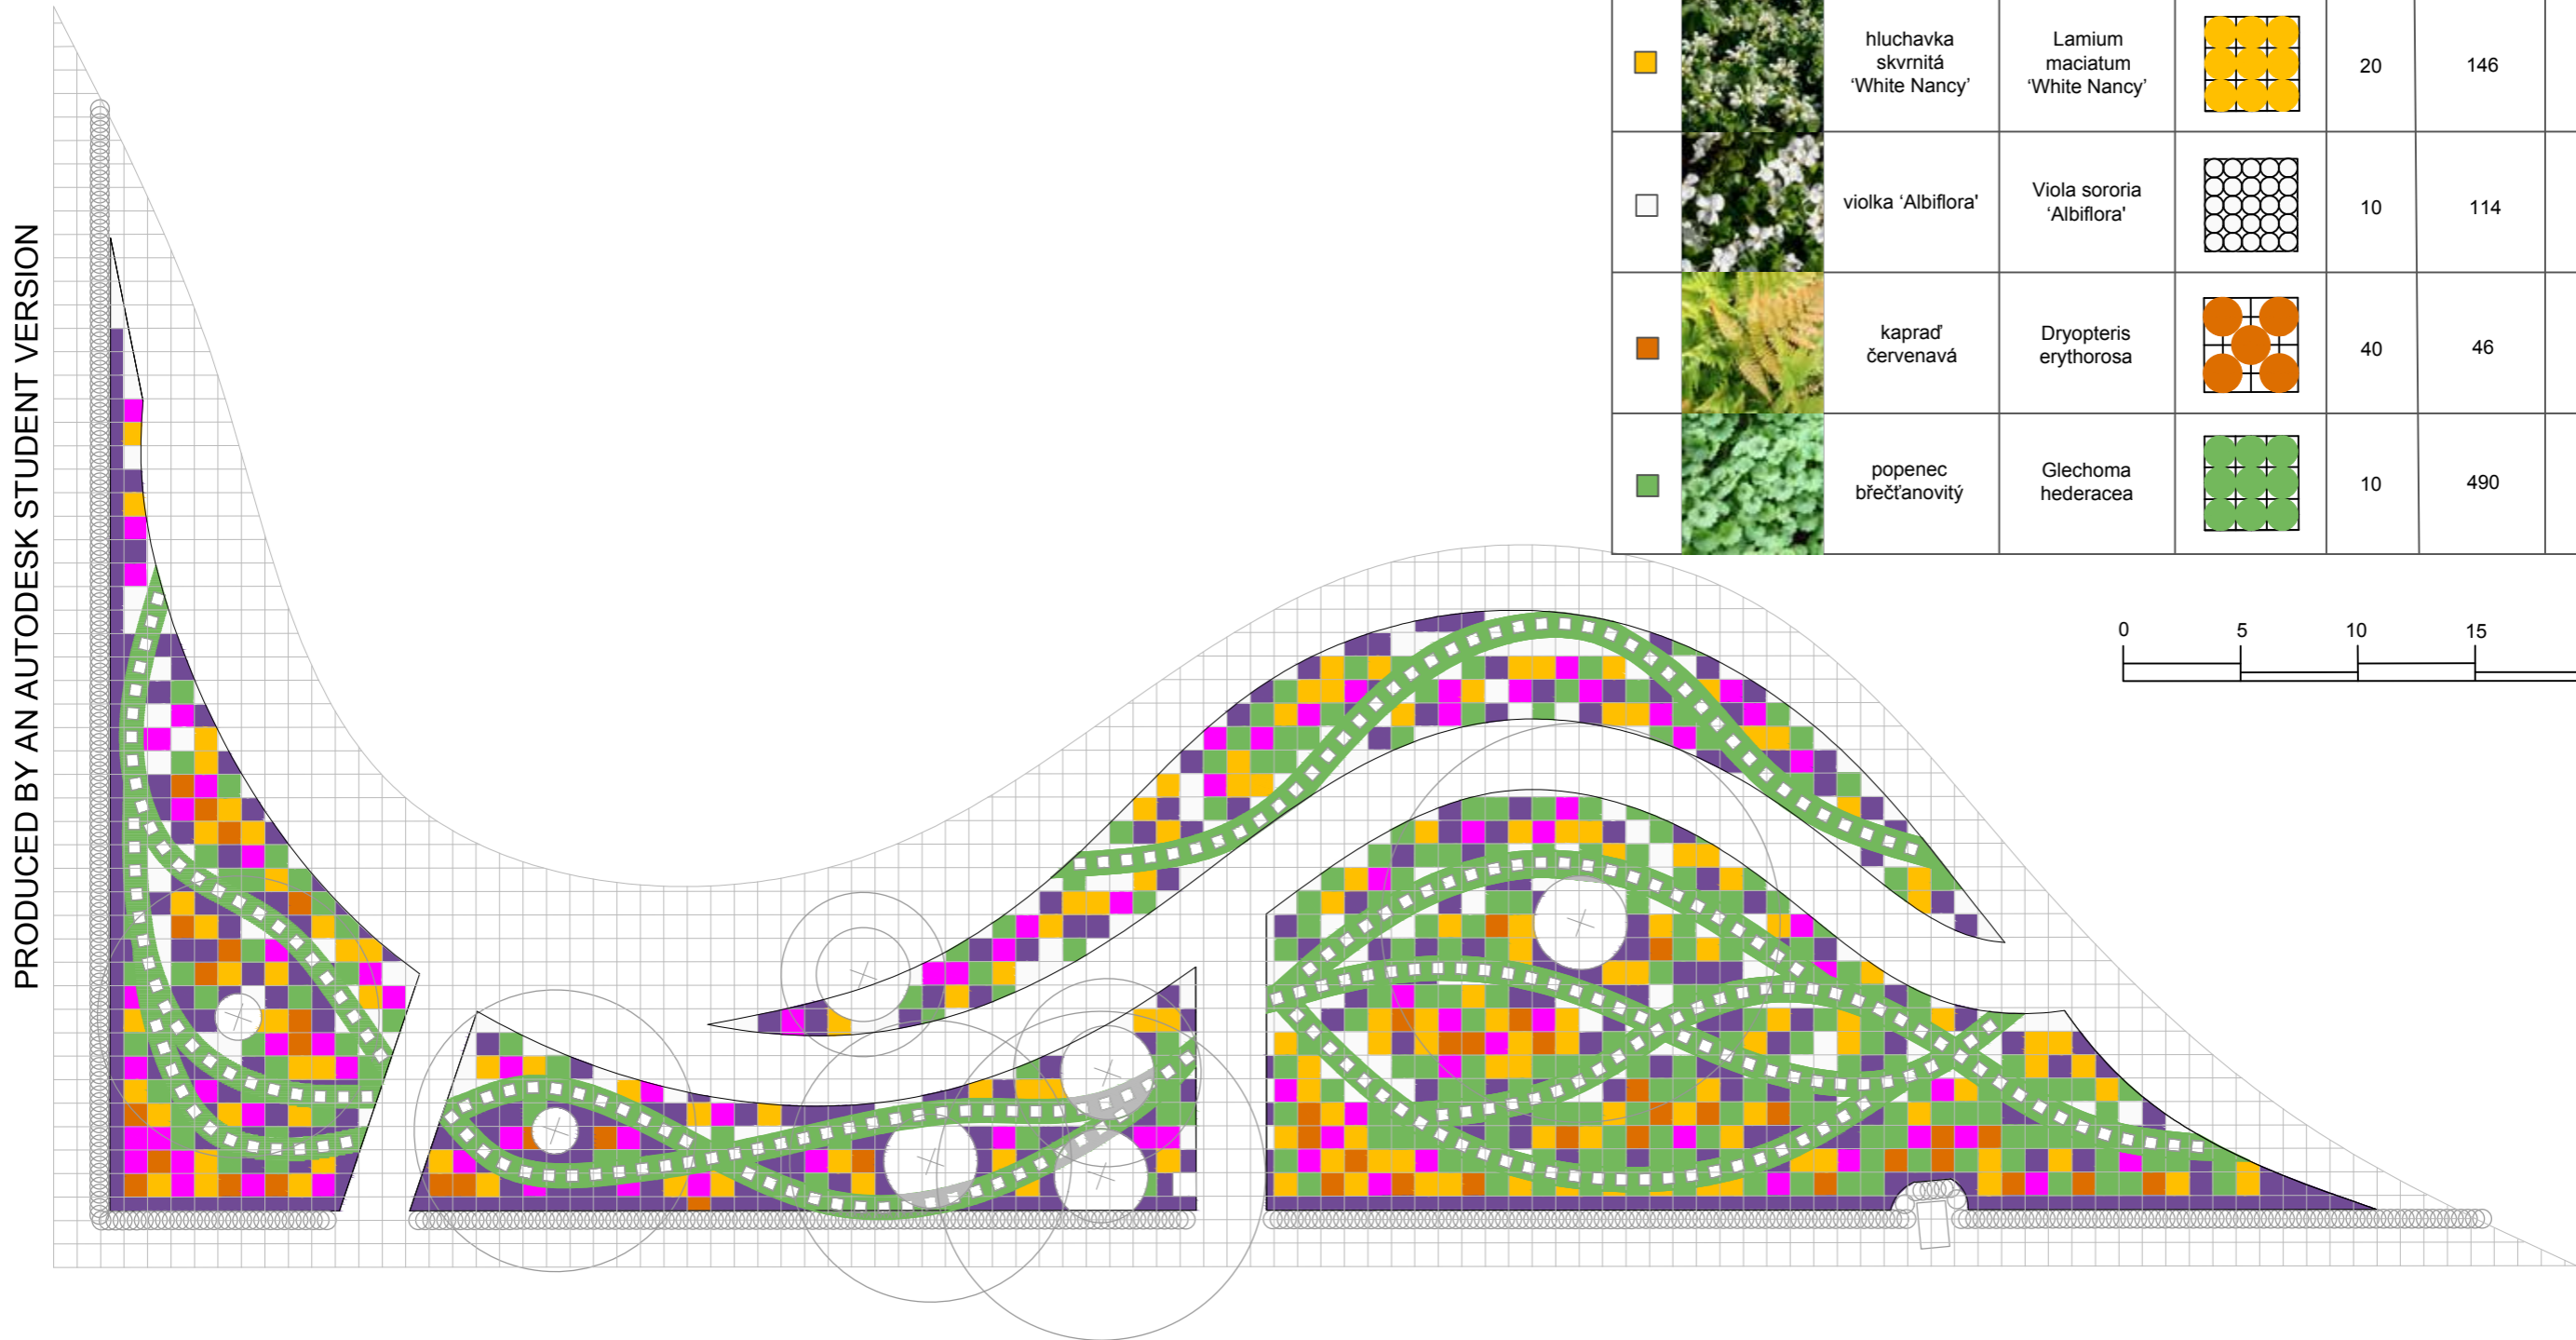 PRODUCED BY AN AUTODESK STUDENT VERSION
hluchavka
skvrnitá
‘White Nancy’
Lamium
maciatum
‘White Nancy’
20
146
violka ‘Albiflora'
Viola sororia
‘Albiflora'
10
114
kapraď
červenavá
Dryopteris
erythorosa
40
46
popenec
břečťanovitý
Glechoma
hederacea
10
490
0
5
10
15